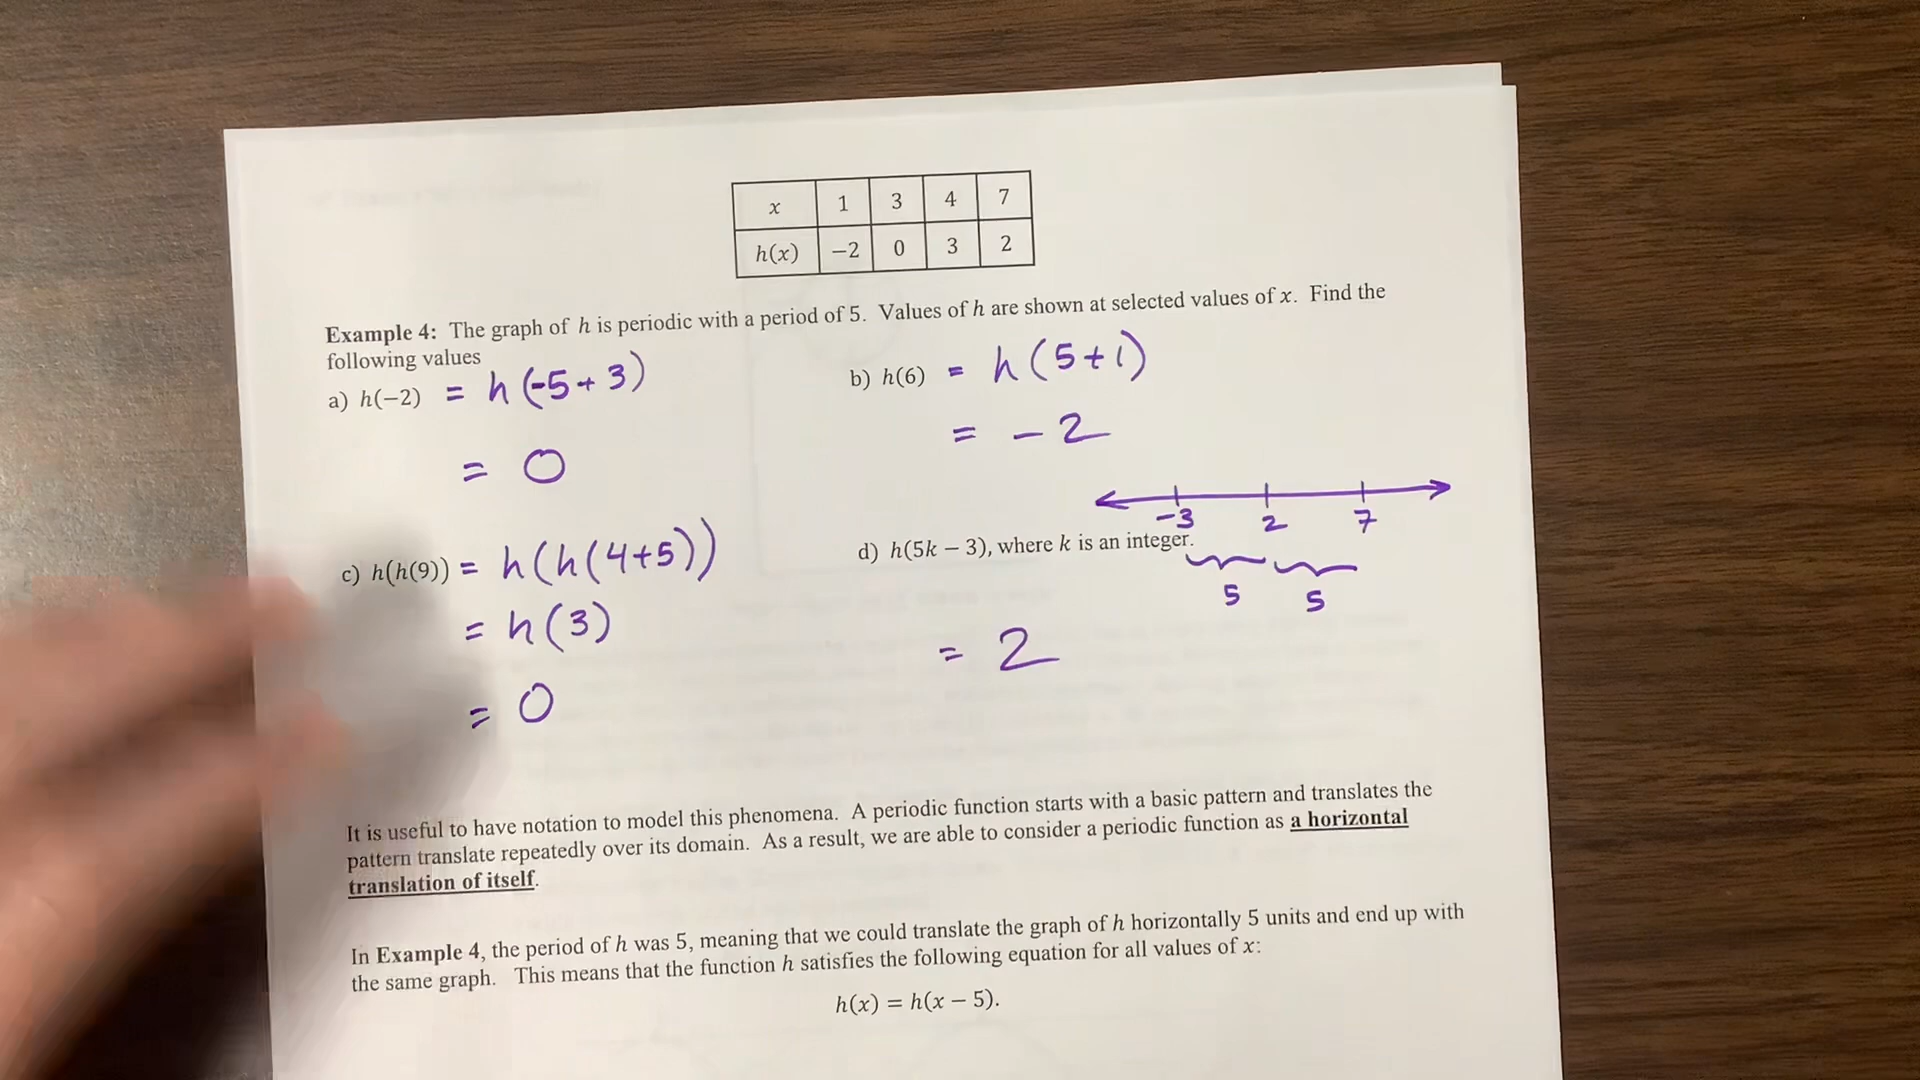 x 1 3 4 7
h(x) −2 0 3 2
Example 4: The graph of h is periodic with a period of 5. Values of h are shown at selected values of x. Find the
following values
a) h(−2) = h(-5+3)
= 0
b) h(6) = h(5+1)
= -2
c) h(h(9)) = h(h(4+5))
= h(3)
= 0
-3 2 7
d) h(5k − 3), where k is an integer.
5 5
= 2
It is useful to have notation to model this phenomena. A periodic function starts with a basic pattern and translates the
pattern translate repeatedly over its domain. As a result, we are able to consider a periodic function as a horizontal
translation of itself.
In Example 4, the period of h was 5, meaning that we could translate the graph of h horizontally 5 units and end up with
the same graph. This means that the function h satisfies the following equation for all values of x:
h(x) = h(x − 5).